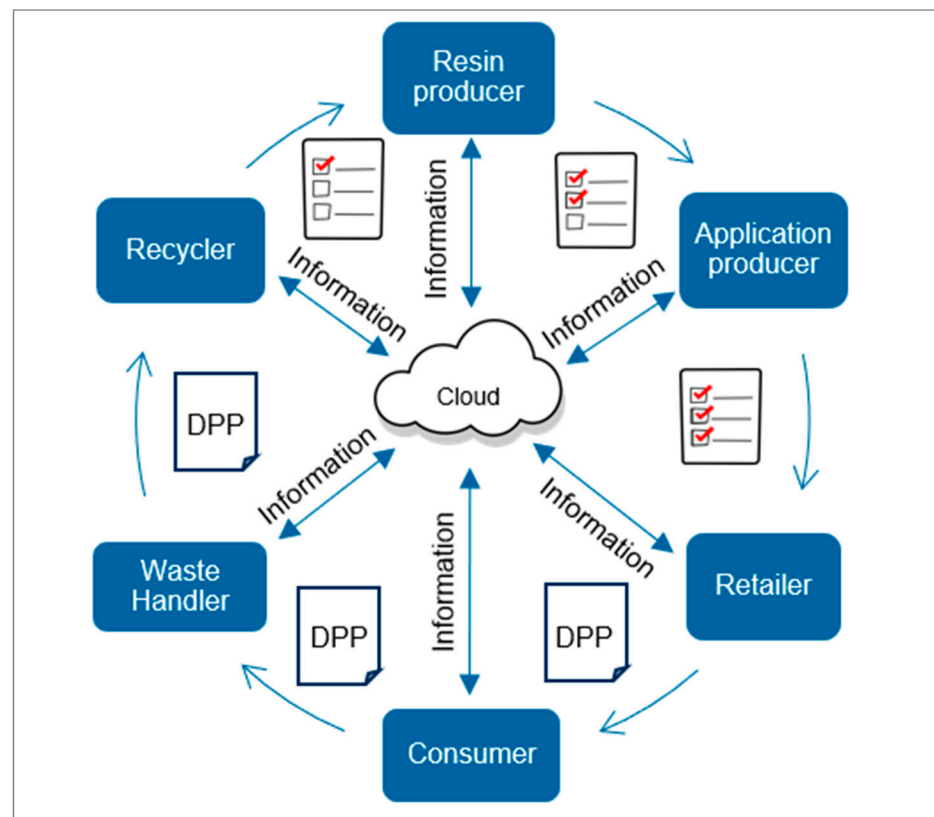 Resin
producer
Application
producer
Retailer
Consumer
Waste
Handler
Recycler
Information
Information
Information
Information
Information
Information
Cloud
DPP
DPP
DPP